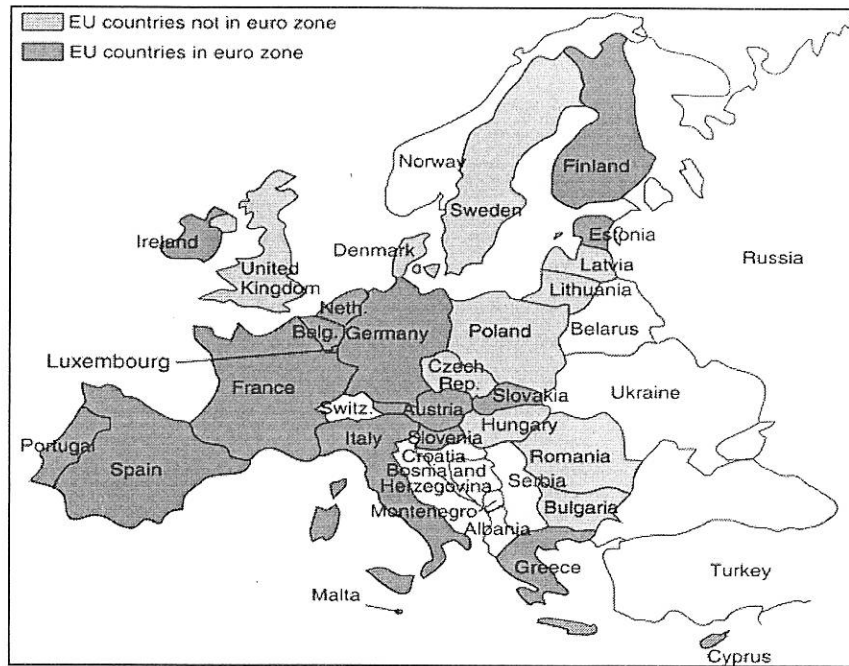 EU countries not in euro zone
EU countries in euro zone
Norway
Finland
Sweden
Estonia
Russia
Ireland
Denmark
Latvia
United
Kingdom
Lithuania
Neth.
Belarus
Balg.
Germany
Poland
Luxembourg
Czech
Rep.
Ukraine
France
Slovakia
Switz.
Austria
Hungary
Portugal
Italy
Slovenia
Spain
Croatia
Romania
Bosma and
Herzegovina
Serbia
Montenegro
Bulgaria
Albania
Greece
Turkey
Malta
Cyprus